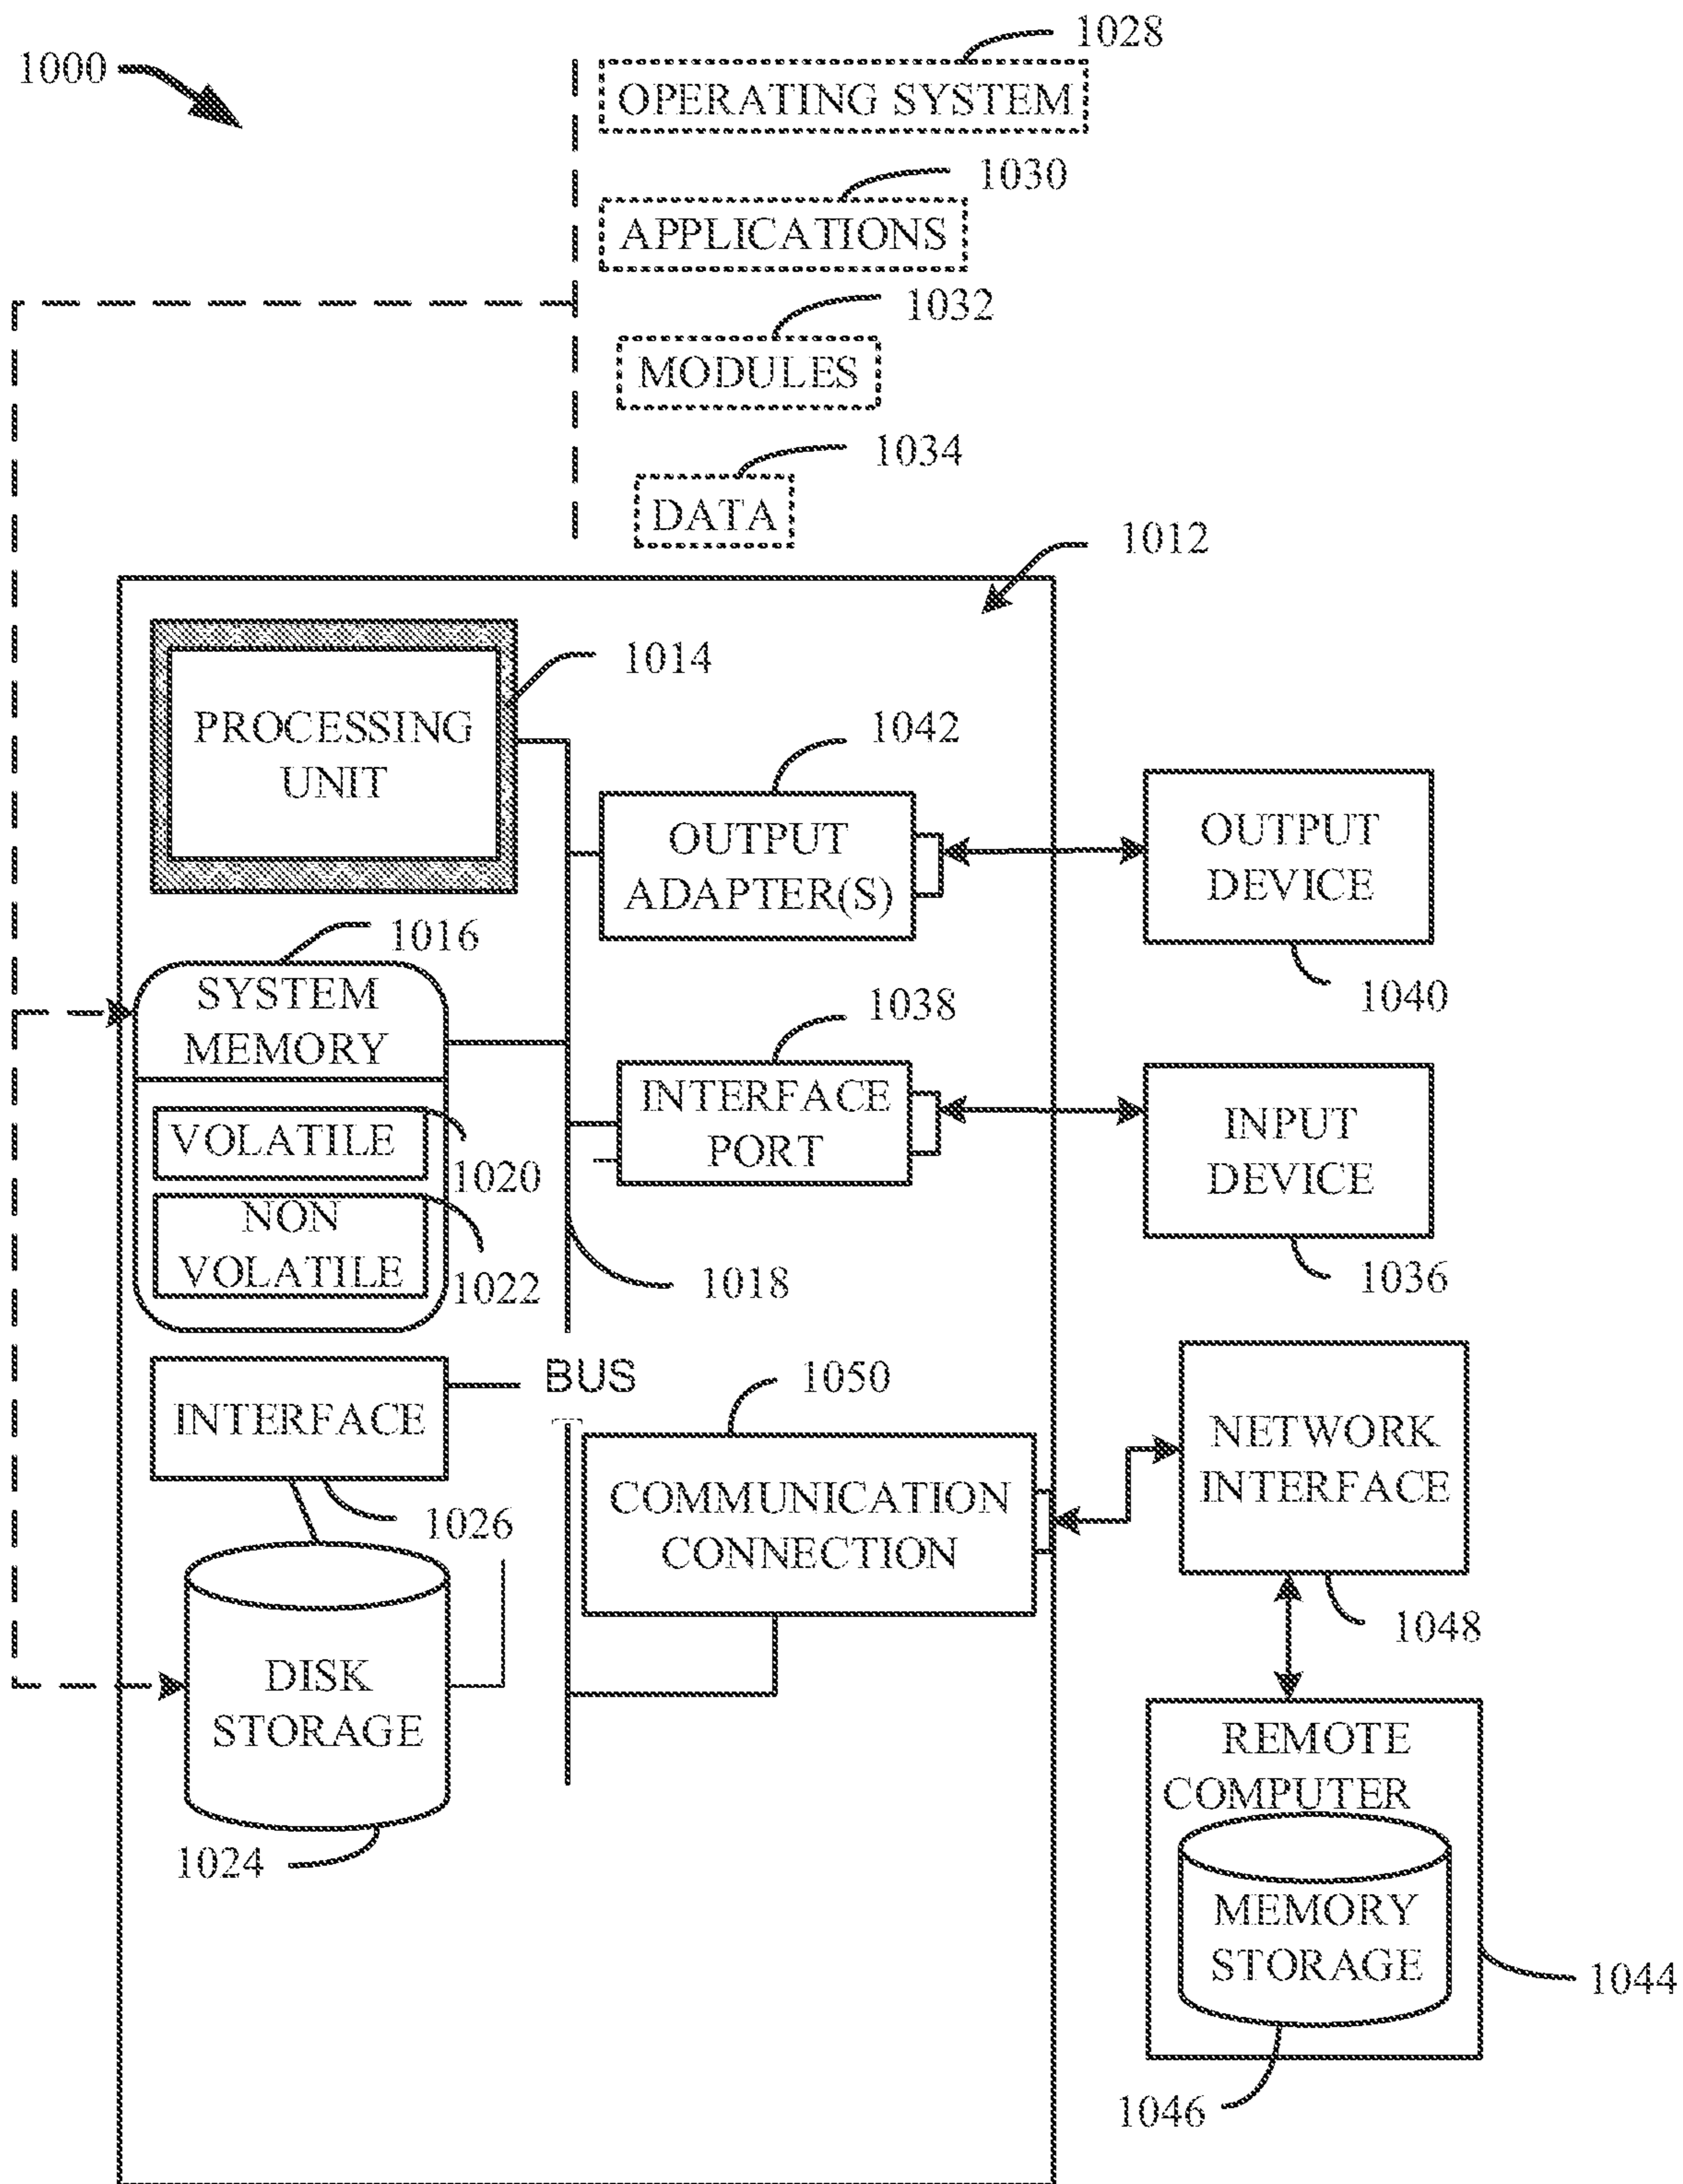 1028
1000
OPERATING SYSTEM
1030
APPLICATIONS
1032
MODULES
1034
DATA
1012
1014
PROCESSING
UNIT
1042
OUTPUT
ADAPTER(S)
OUTPUT
DEVICE
1040
1016
SYSTEM
MEMORY
VOLATILE
1020
NON
VOLATILE
1022
1038
INTERFACE
PORT
INPUT
DEVICE
1036
1018
BUS
INTERFACE
1026
1050
COMMUNICATION
CONNECTION
NETWORK
INTERFACE
1048
DISK
STORAGE
1024
REMOTE
COMPUTER
MEMORY
STORAGE
1044
1046